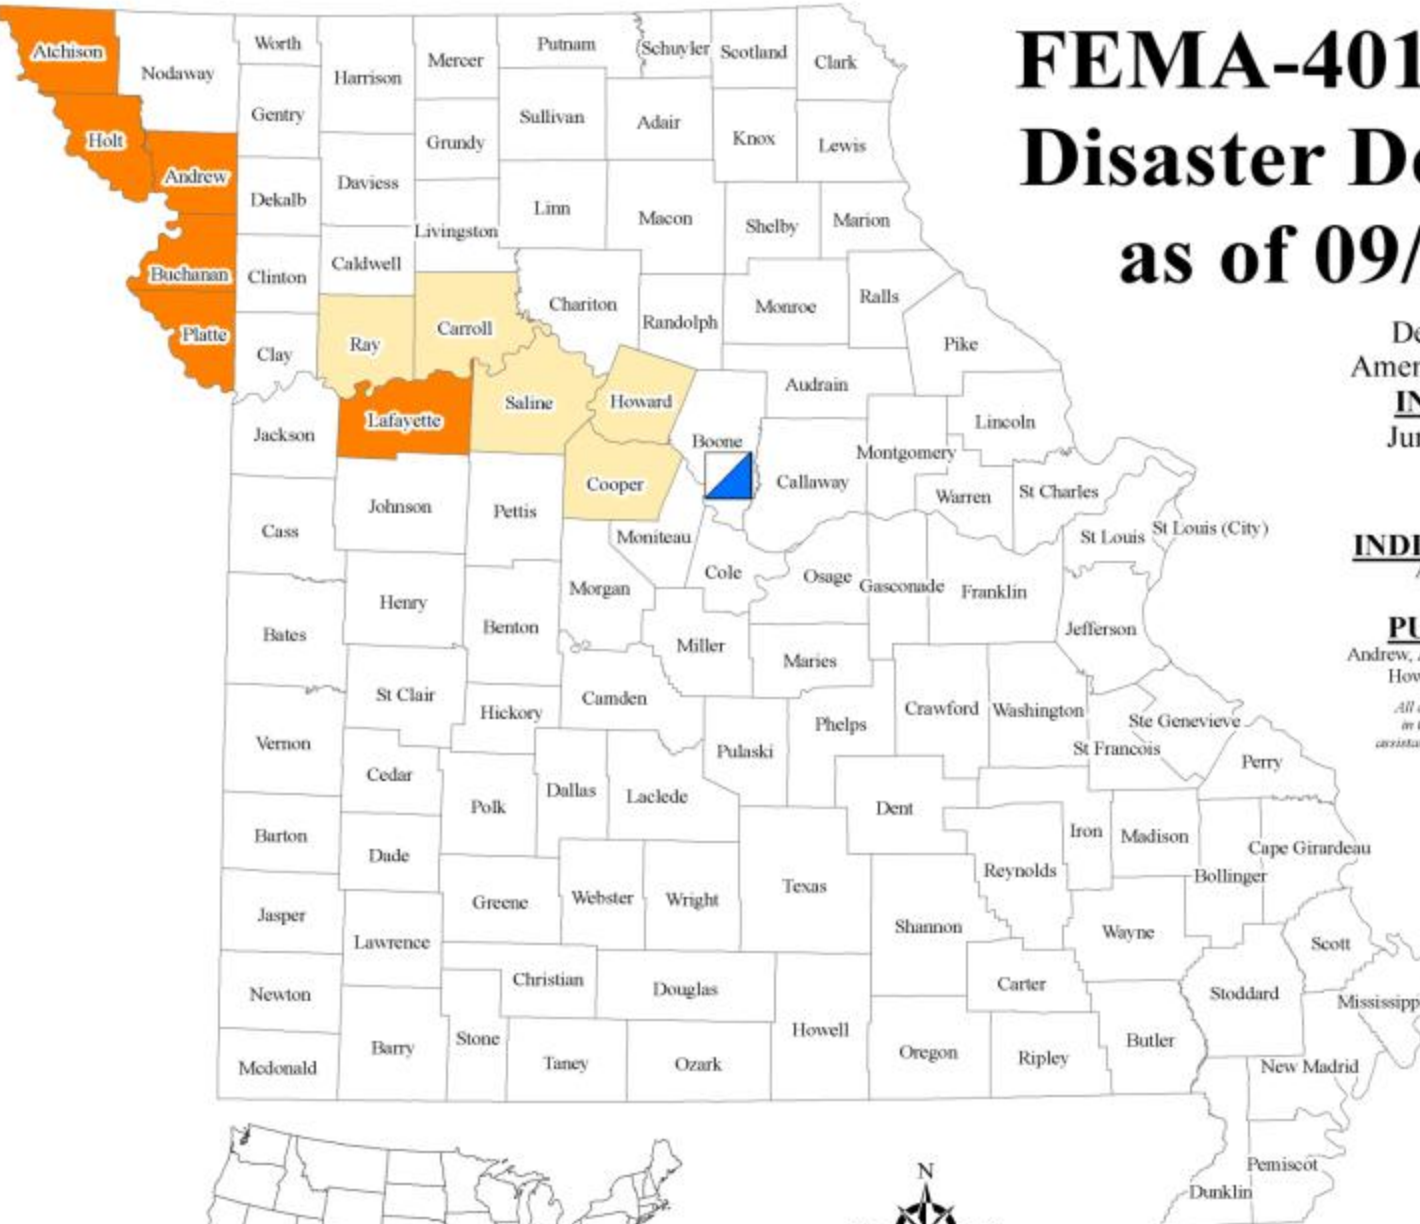 FEMA-401
Disaster De
as of 09/
De
Amer
IN
Jun
INDI
PU
Andrew,
How
All
in
assista
Atchison
Nodaway
Worth
Harrison
Mercer
Putnam
Schuyler
Scotland
Clark
Gentry
Sullivan
Adair
Knox
Lewis
Holt
Andrew
Grundy
Daviess
Dekalb
Linn
Macon
Shelby
Marion
Livingston
Buchanan
Clinton
Caldwell
Chariton
Randolph
Monroe
Ralls
Platte
Clay
Ray
Carroll
Pike
Audrain
Jackson
Lafayette
Saline
Howard
Boone
Lincoln
Montgomery
Callaway
Warren
St Charles
Cooper
Johnson
Pettis
Cass
Moniteau
St Louis
St Louis (City)
Cole
Osage
Gasconade
Franklin
Morgan
Henry
Benton
Bates
Jefferson
Miller
Maries
St Clair
Camden
Hickory
Crawford
Washington
Phelps
Ste Genevieve
St Francois
Vernon
Pulaski
Perry
Cedar
Polk
Dallas
Laclede
Dent
Barton
Dade
Iron
Madison
Cape Girardeau
Reynolds
Bollinger
Texas
Greene
Webster
Wright
Jasper
Lawrence
Shannon
Wayne
Scott
Newton
Christian
Douglas
Carter
Stoddard
Mississipp
Howell
Barry
Stone
Taney
Ozark
Oregon
Ripley
Butler
Mcdonald
New Madrid
Pemiscot
Dunklin
N